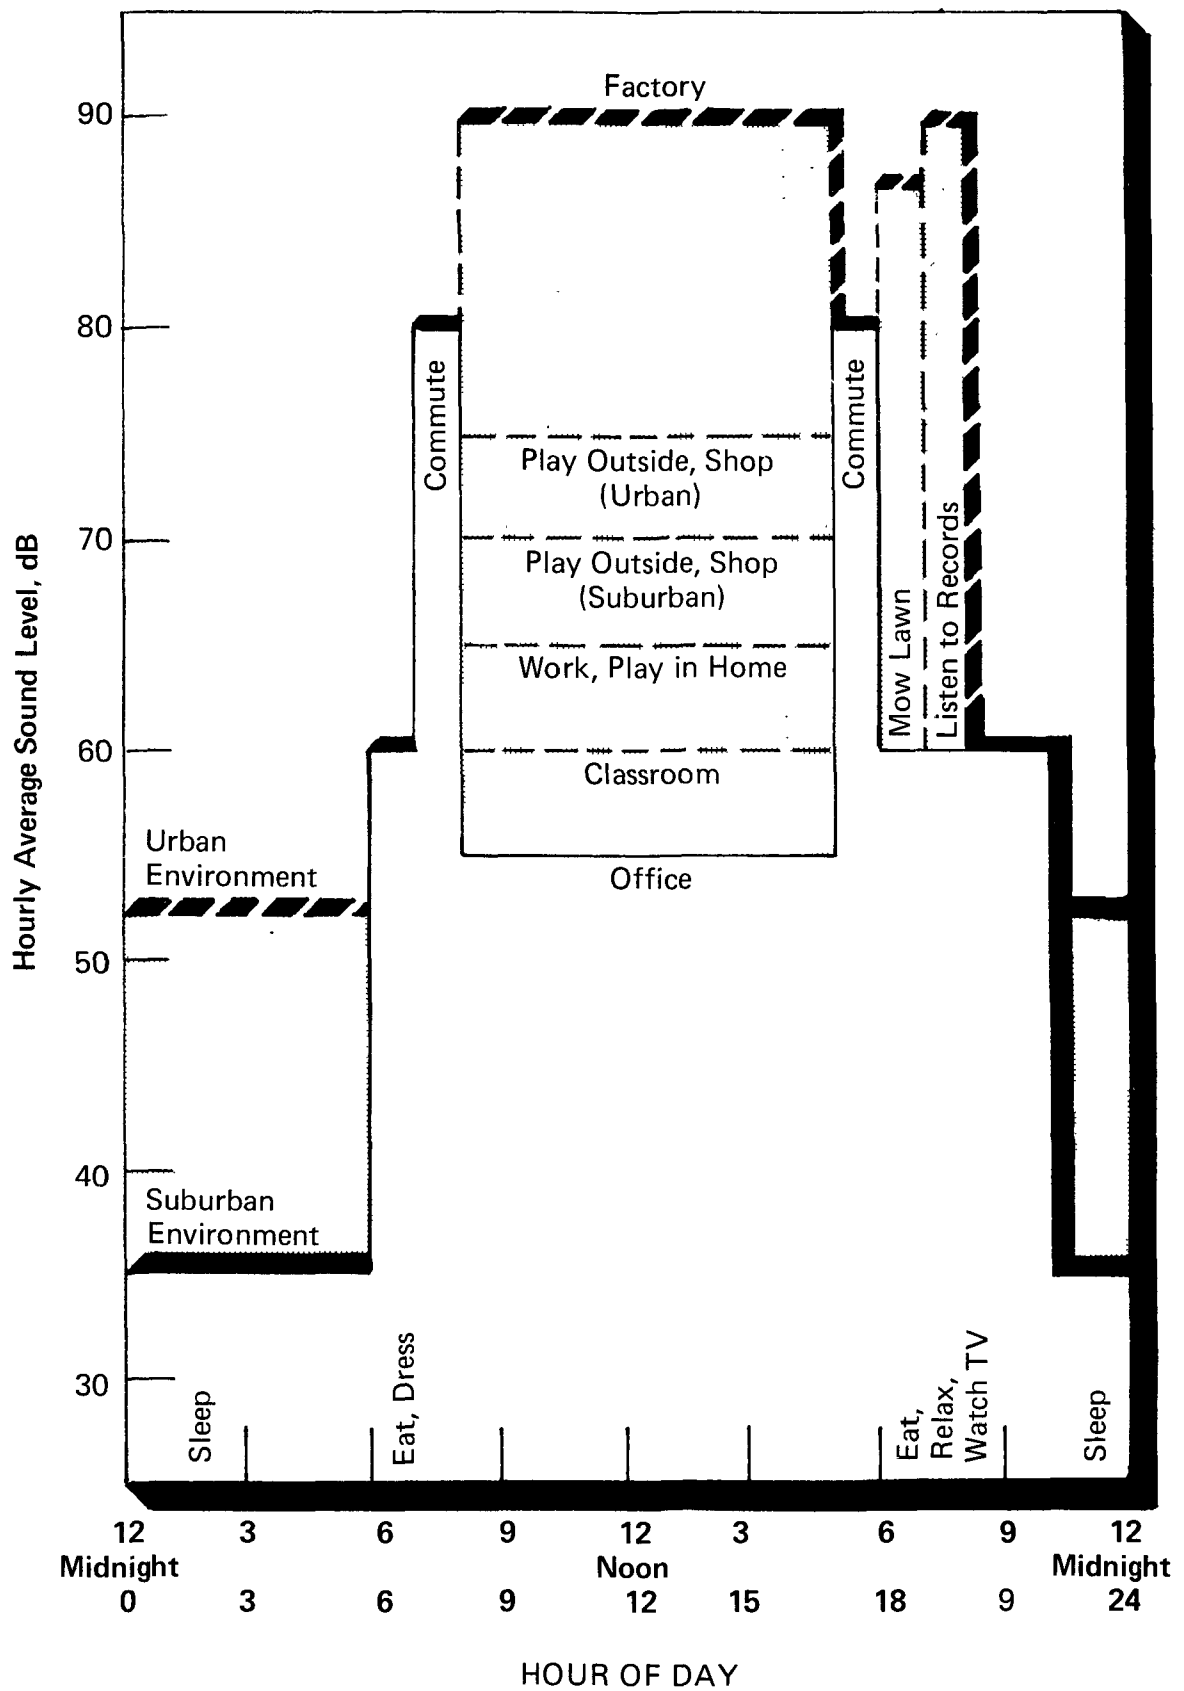 Factory
90
80
Commute
Commute
Play Outside, Shop
(Urban)
70
Play Outside, Shop
(Suburban)
Work, Play in Home
Mow Lawn
Listen to Records
60
Classroom
Office
Urban
Environment
50
40
Suburban
Environment
30
Hourly Average Sound Level, dB
Sleep
Eat, Dress
Eat,
Relax,
Watch TV
Sleep
12 3 6 9 12 3 6 9 12
Midnight Noon Midnight
0 3 6 9 12 15 18 9 24
HOUR OF DAY